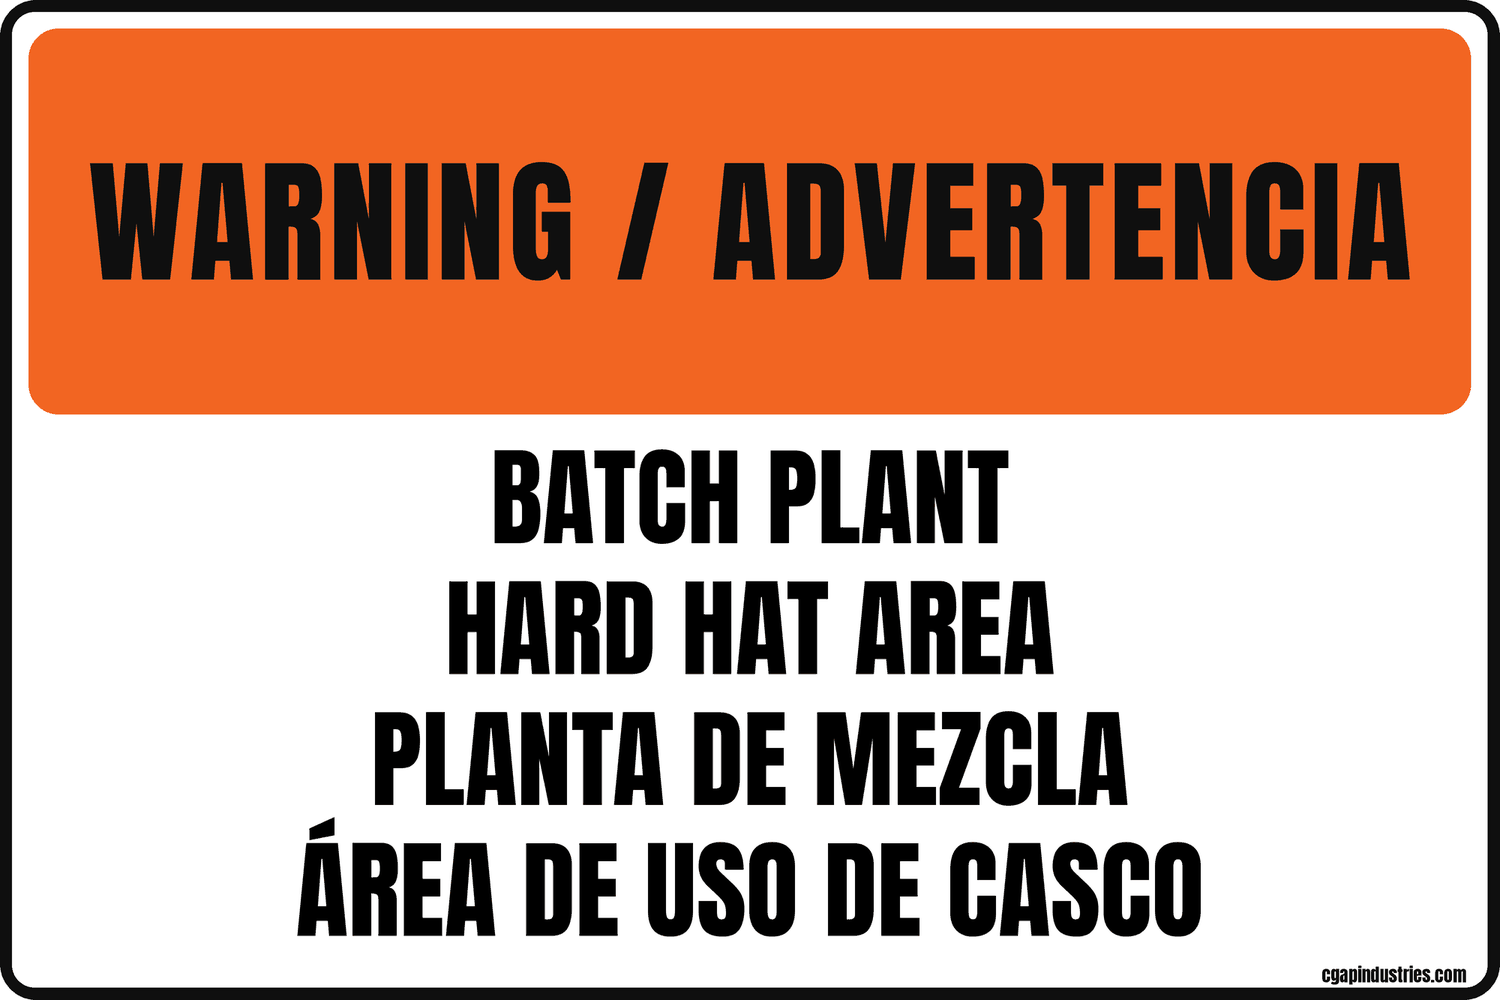 WARNING / ADVERTENCIA
BATCH PLANT
HARD HAT AREA
PLANTA DE MEZCLA
ÁREA DE USO DE CASCO
cgapindustries.com